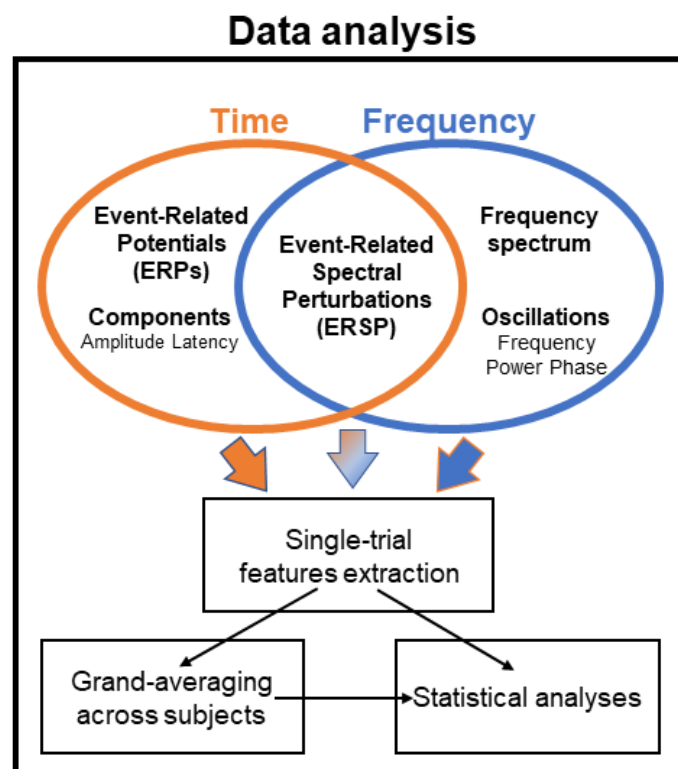 Data analysis
Time
Frequency
Event-Related
Potentials
(ERPs)
Components
Amplitude Latency
Event-Related
Spectral
Perturbations
(ERSP)
Frequency
spectrum
Oscillations
Frequency
Power Phase
Single-trial
features extraction
Grand-averaging
across subjects
Statistical analyses